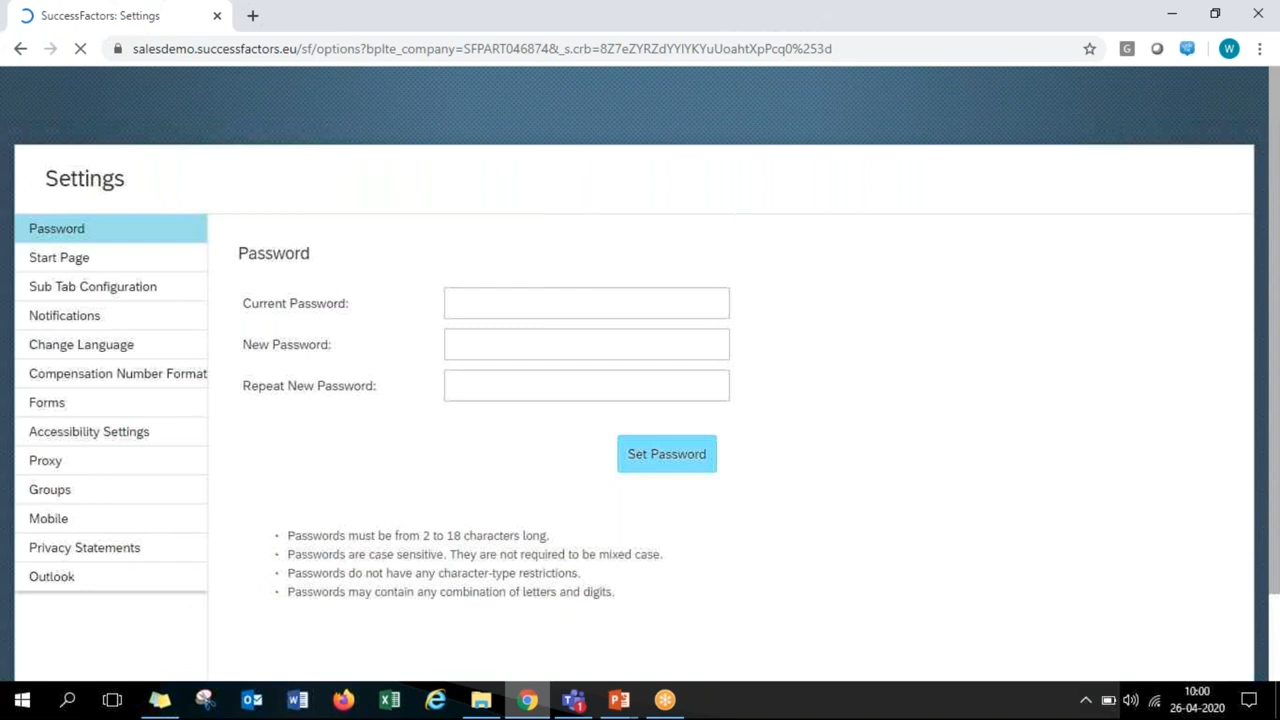 SuccessFactors: Settings
salesdemo.successfactors.eu/sf/options?bplte_company=SFPART046874&_s.crb=8Z7eZYRZdYYlYKYuUoahtXpPcq0%253d
G
W
Settings
Password
Start Page
Sub Tab Configuration
Notifications
Change Language
Compensation Number Format
Forms
Accessibility Settings
Proxy
Groups
Mobile
Privacy Statements
Outlook
Password
Current Password:
New Password:
Repeat New Password:
Set Password
• Passwords must be from 2 to 18 characters long.
• Passwords are case sensitive. They are not required to be mixed case.
• Passwords do not have any character-type restrictions.
• Passwords may contain any combination of letters and digits.
10:00
26-04-2020